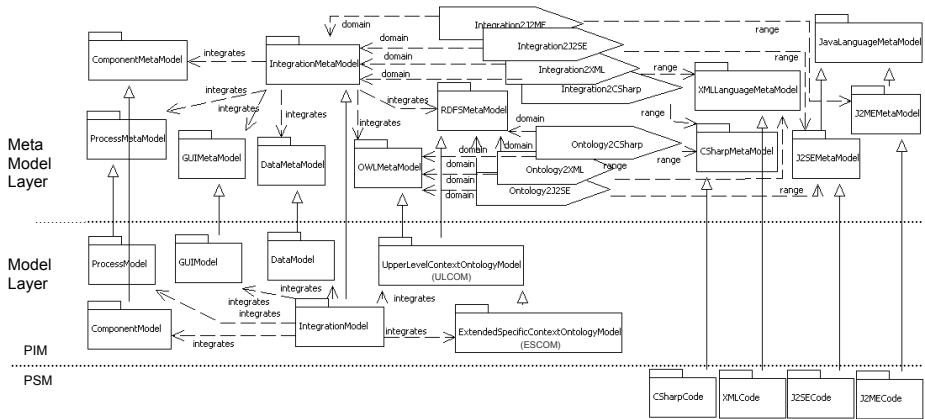 Integration2J2ME
domain
range
JavaLanguageMetaModel
domain
Integration2J2SE
range
ComponentMetaModel
integrates
IntegrationMetaModel
domain
Integration2XML
range
domain
Integration2CSharp
XMLLanguageMetaModel
integrates
integrates
integrates
RDFSMetaModel
J2MEMetaModel
ProcessMetaModel
range
domain
Ontology2CSharp
Meta
Model
Layer
GUIMetaModel
DataMetaModel
OWLMetaModel
domain
domain
range
CSharpMetaModel
J2SEMetaModel
domain
Ontology2XML
range
domain
Ontology2J2SE
Model
Layer
ProcessModel
GUIModel
DataModel
UpperLevelContextOntologyModel
(ULCOM)
integrates
integrates
integrates
integrates
ComponentModel
IntegrationModel
integrates
ExtendedSpecificContextOntologyModel
(ESCOM)
integrates
PIM
PSM
CSharpCode
XMLCode
J2SECode
J2MECode